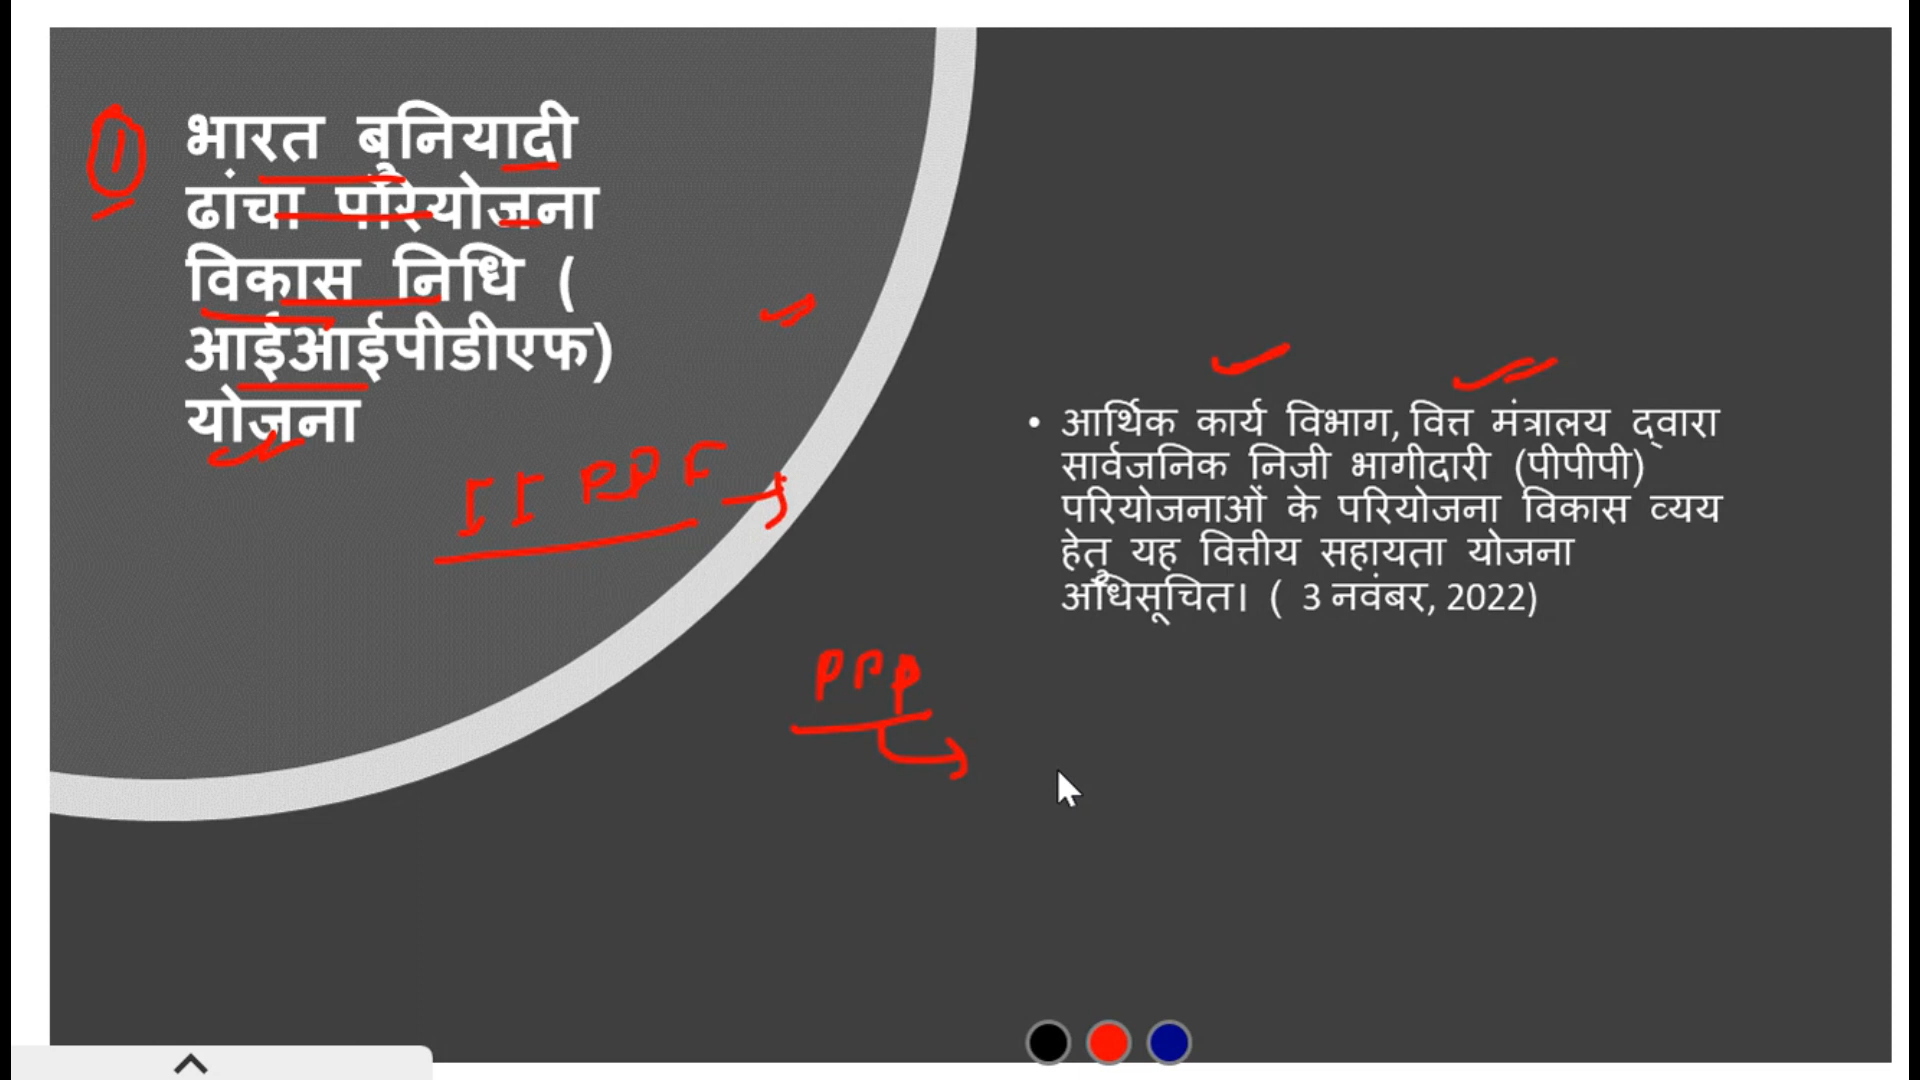 1
भारत बुनियादी
ढांचा परियोजना
विकास निधि (
आईआईपीडीएफ)
योजना
IIPDF
• आर्थिक कार्य विभाग, वित्त मंत्रालय द्वारा
सार्वजनिक निजी भागीदारी (पीपीपी)
परियोजनाओं के परियोजना विकास व्यय
हेतु यह वित्तीय सहायता योजना
अधिसूचित। ( 3 नवंबर, 2022)
PPP